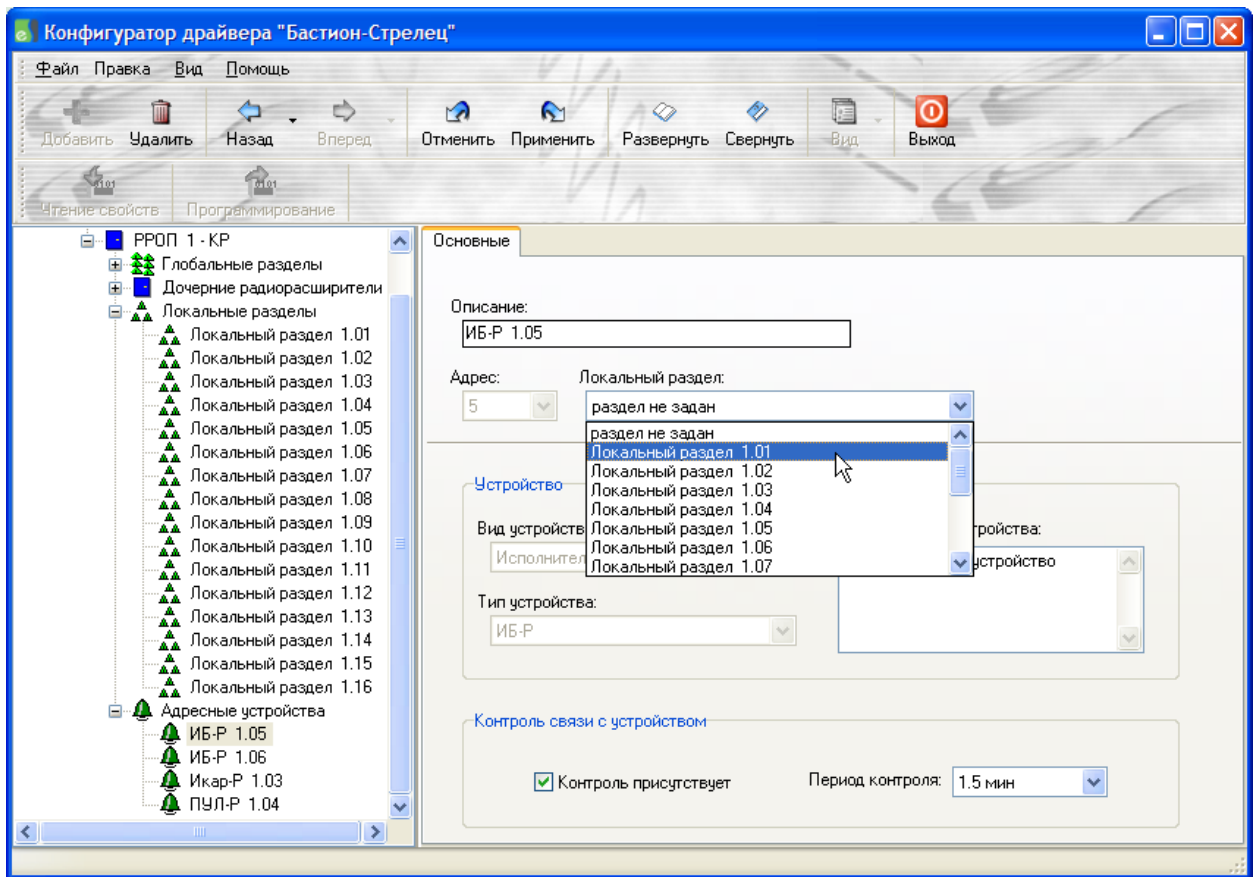 Конфигуратор драйвера "Бастион-Стрелец"
Файл Правка Вид Помощь
Добавить Удалить Назад Вперед Отменить Применить Развернуть Свернуть Вид Выход
Чтение свойств Программирование
РРОП 1 - КР
Глобальные разделы
Дочерние радиорасширители
Локальные разделы
Локальный раздел 1.01
Локальный раздел 1.02
Локальный раздел 1.03
Локальный раздел 1.04
Локальный раздел 1.05
Локальный раздел 1.06
Локальный раздел 1.07
Локальный раздел 1.08
Локальный раздел 1.09
Локальный раздел 1.10
Локальный раздел 1.11
Локальный раздел 1.12
Локальный раздел 1.13
Локальный раздел 1.14
Локальный раздел 1.15
Локальный раздел 1.16
Адресные устройства
ИБ-Р 1.05
ИБ-Р 1.06
Икар-Р 1.03
ПУЛ-Р 1.04
Основные
Описание:
ИБ-Р 1.05
Адрес: Локальный раздел:
5 раздел не задан
раздел не задан
Локальный раздел 1.01
Локальный раздел 1.02
Локальный раздел 1.03
Локальный раздел 1.04
Локальный раздел 1.05
Локальный раздел 1.06
Локальный раздел 1.07
Устройство
Вид устройств ройства:
Исполнител устройство
Тип устройства:
ИБ-Р
Контроль связи с устройством
Контроль присутствует Период контроля: 1.5 мин